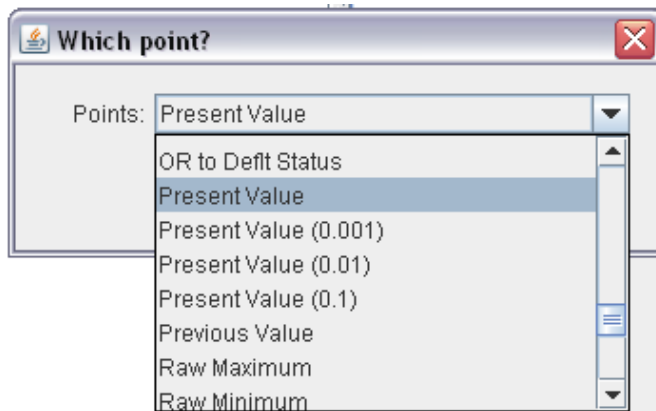 Which point?
Points: Present Value
OR to Deflt Status
Present Value
Present Value (0.001)
Present Value (0.01)
Present Value (0.1)
Previous Value
Raw Maximum
Raw Minimum